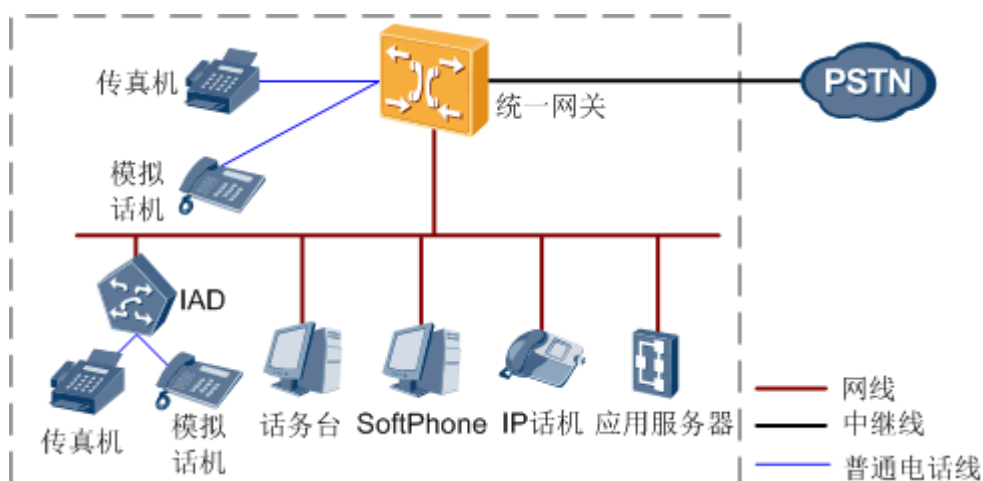 传真机
统一网关
PSTN
模拟
话机
IAD
传真机
模拟
话机
话务台
SoftPhone
IP话机
应用服务器
网线
中继线
普通电话线